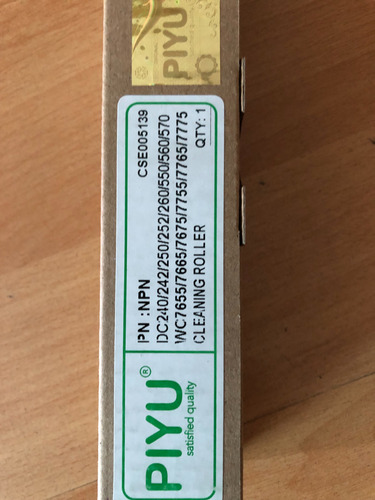 PIYU
PIYU®
satisfied quality
PN :NPN CSE005139
DC240/242/250/252/260/550/560/570
WC7655/7665/7675/7755/7765/7775
CLEANING ROLLER QTY: 1